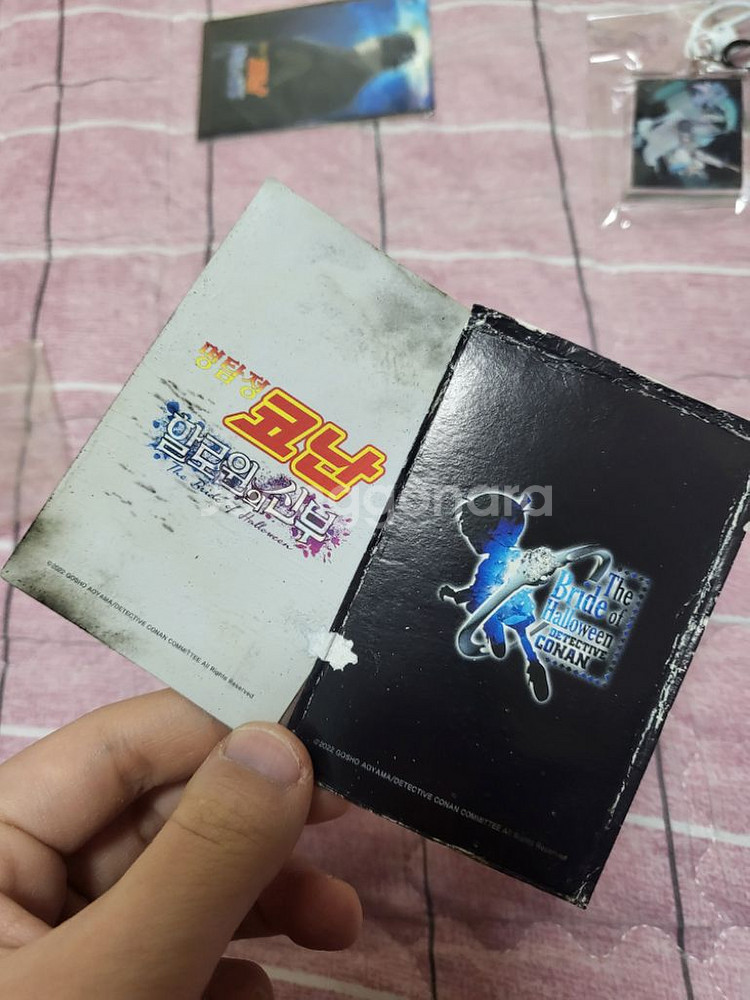 명탐정
코난
할로윈의 신부
The Bride of Halloween
©2022 GOSHO AOYAMA/DETECTIVE CONAN COMMITTEE All Rights Reserved
The
Bride of
Halloween
DETECTIVE
CONAN
©2022 GOSHO AOYAMA/DETECTIVE CONAN COMMITTEE All Rights Reserved